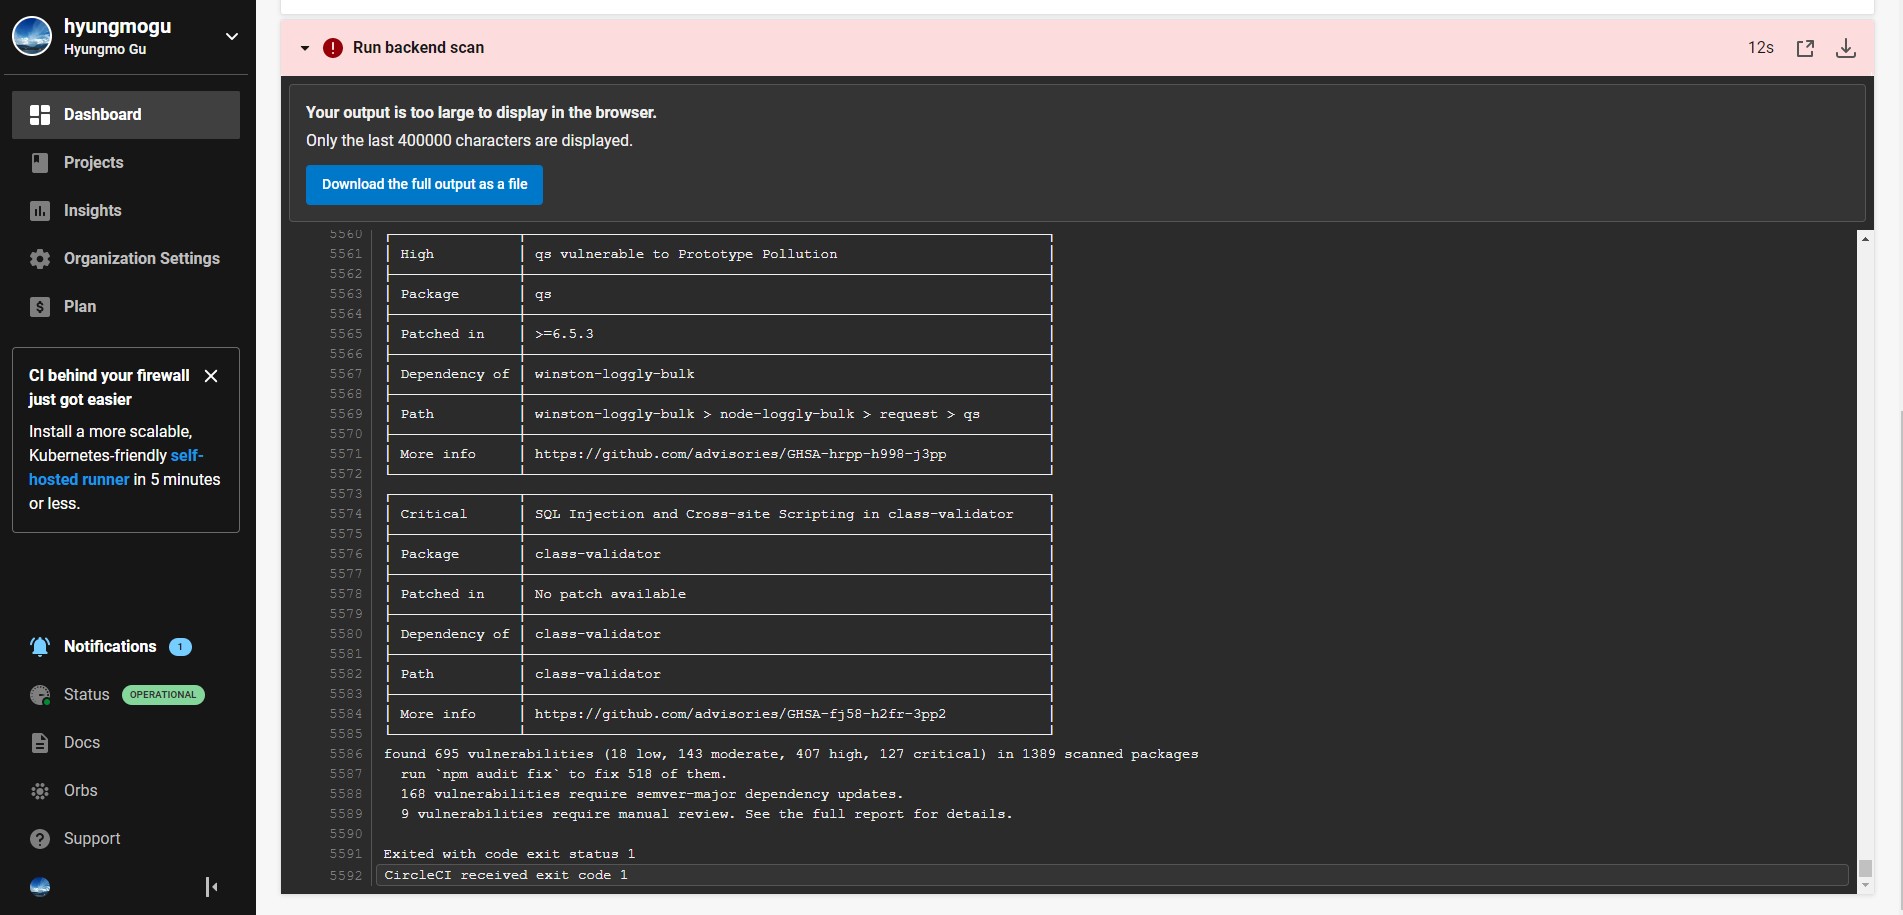 hyungmogu
Hyungmo Gu
Dashboard
Projects
Insights
Organization Settings
Plan
CI behind your firewall
just got easier
Install a more scalable,
Kubernetes-friendly self-
hosted runner in 5 minutes
or less.
Notifications 1
Status OPERATIONAL
Docs
Orbs
Support
Run backend scan 12s
Your output is too large to display in the browser.
Only the last 400000 characters are displayed.
Download the full output as a file
5560
5561 High qs vulnerable to Prototype Pollution
5562
5563 Package qs
5564
5565 Patched in >=6.5.3
5566
5567 Dependency of winston-loggly-bulk
5568
5569 Path winston-loggly-bulk > node-loggly-bulk > request > qs
5570
5571 More info https://github.com/advisories/GHSA-hrpp-h998-j3pp
5572
5573
5574 Critical SQL Injection and Cross-site Scripting in class-validator
5575
5576 Package class-validator
5577
5578 Patched in No patch available
5579
5580 Dependency of class-validator
5581
5582 Path class-validator
5583
5584 More info https://github.com/advisories/GHSA-fj58-h2fr-3pp2
5585
5586 found 695 vulnerabilities (18 low, 143 moderate, 407 high, 127 critical) in 1389 scanned packages
5587 run `npm audit fix` to fix 518 of them.
5588 168 vulnerabilities require semver-major dependency updates.
5589 9 vulnerabilities require manual review. See the full report for details.
5590
5591 Exited with code exit status 1
5592 CircleCI received exit code 1